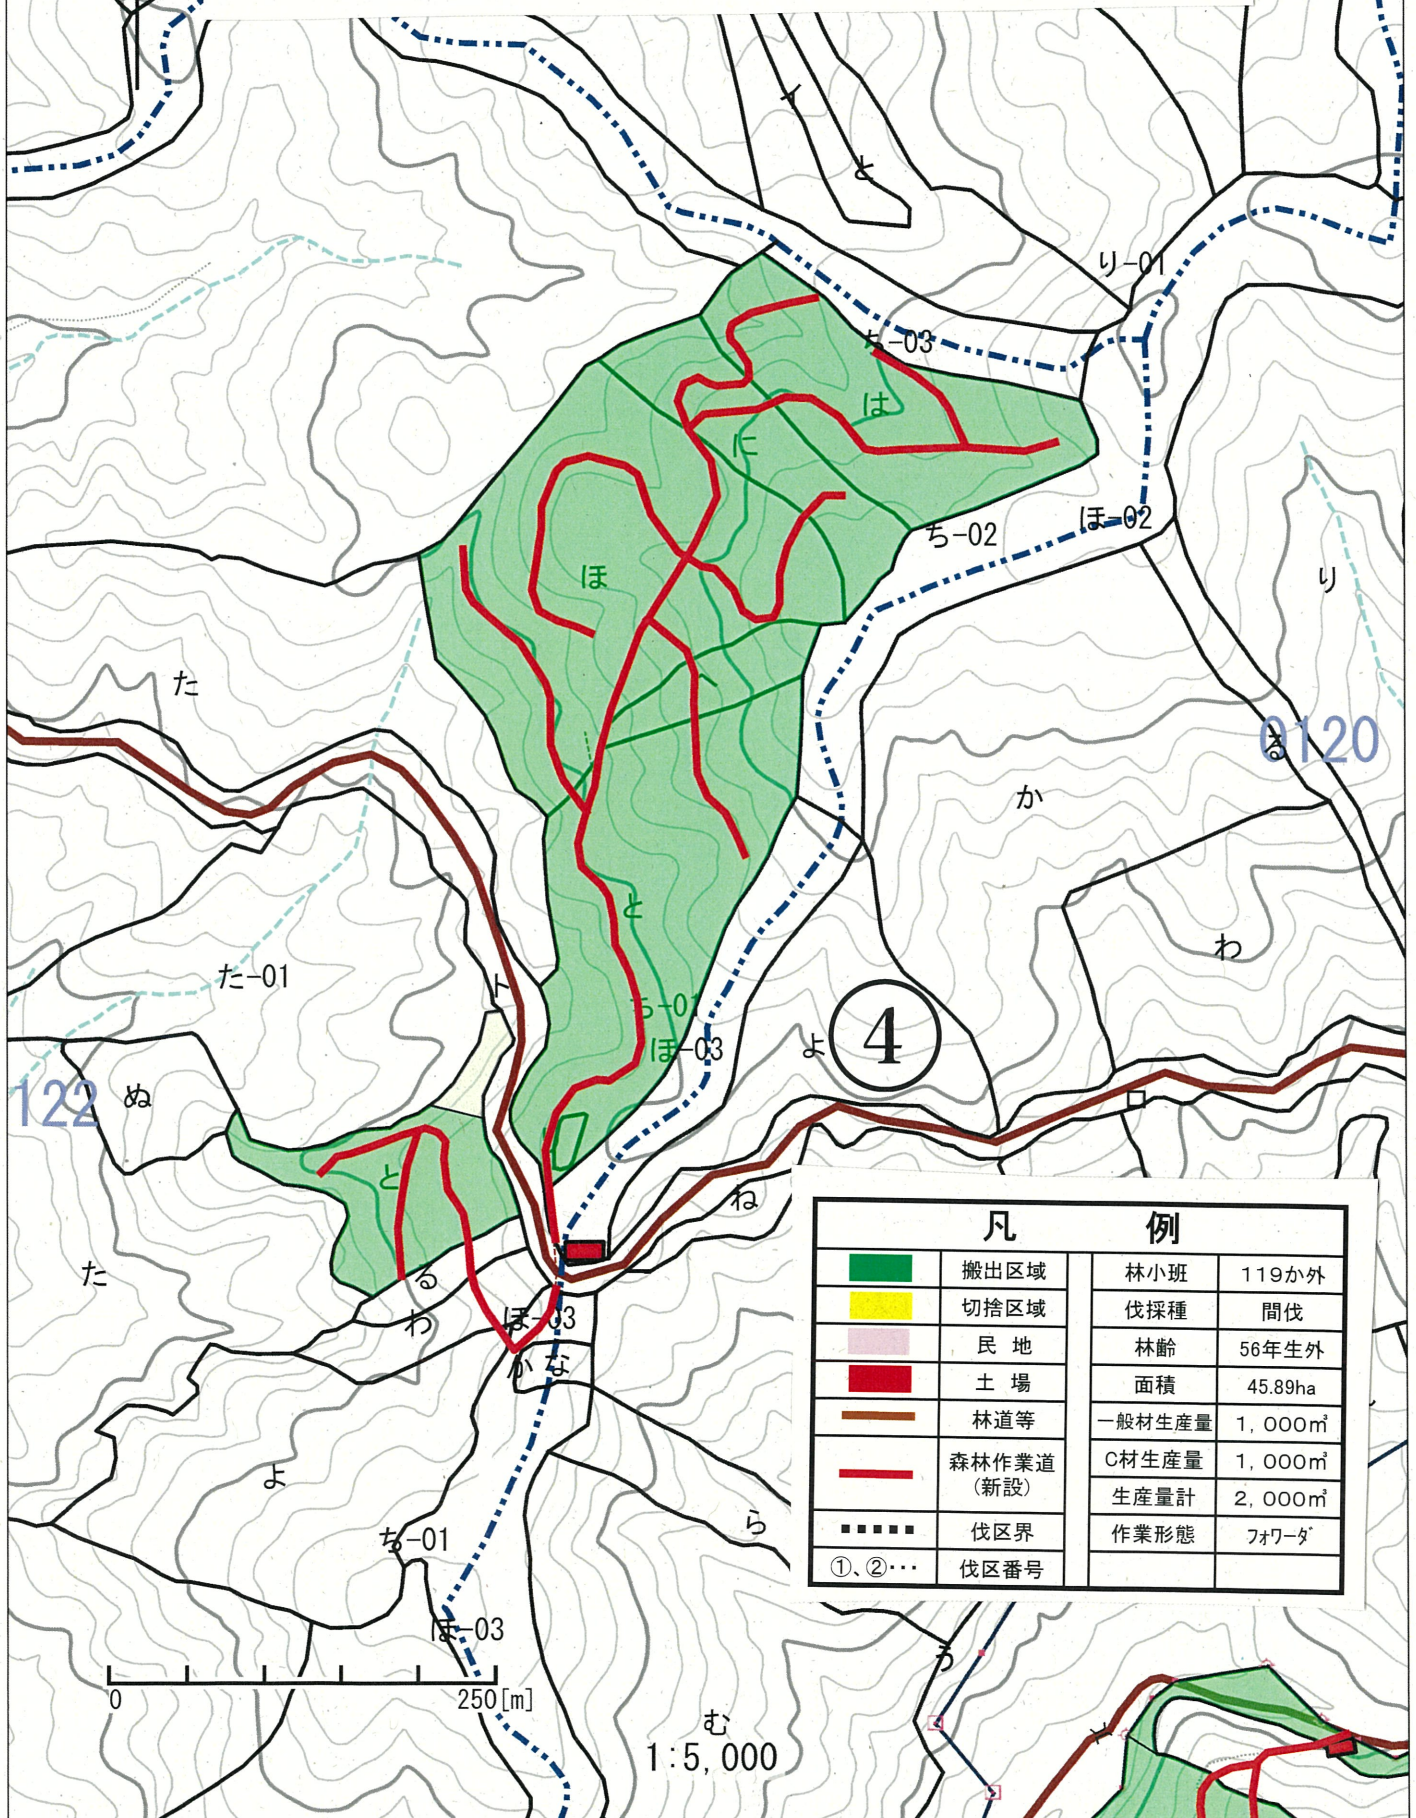 イ
と
り-01
ち-03
は
に
ち-02
ほ-02
ほ
り
た
へ
0120
る
か
と
わ
た-01
ト
ち-01
ほ-03
よ
④
122
ぬ
と
ね
た
る
わ
ほ-03
か な
よ
ち-01
ら
ほ-03
う
0 250[m]
む
1:5,000
凡 例
搬出区域 林小班 119か外
切捨区域 伐採種 間伐
民 地 林齢 56年生外
土 場 面積 45.89ha
林道等 一般材生産量 1,000㎥
森林作業道 C材生産量 1,000㎥
(新設) 生産量計 2,000㎥
伐区界 作業形態 フォワーダ
①、②… 伐区番号